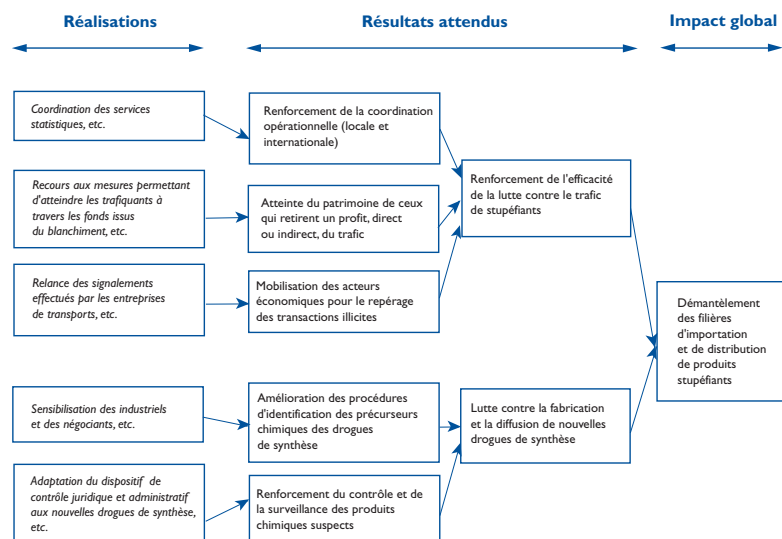 Réalisations
Résultats attendus
Impact global
Coordination des services
statistiques, etc.
Renforcement de la coordination
opérationnelle (locale et
internationale)
Recours aux mesures permettant
d'atteindre les trafiquants à
travers les fonds issus
du blanchiment, etc.
Atteinte du patrimoine de ceux
qui retirent un profit, direct
ou indirect, du trafic
Renforcement de l'efficacité
de la lutte contre le trafic
de stupéfiants
Relance des signalements
effectués par les entreprises
de transports, etc.
Mobilisation des acteurs
économiques pour le repérage
des transactions illicites
Démantèlement
des filières
d'importation
et de distribution
de produits
stupéfiants
Sensibilisation des industriels
et des négociants, etc.
Amélioration des procédures
d'identification des précurseurs
chimiques des drogues
de synthèse
Lutte contre la fabrication
et la diffusion de nouvelles
drogues de synthèse
Adaptation du dispositif de
contrôle juridique et administratif
aux nouvelles drogues de synthèse,
etc.
Renforcement du contrôle et de
la surveillance des produits
chimiques suspects